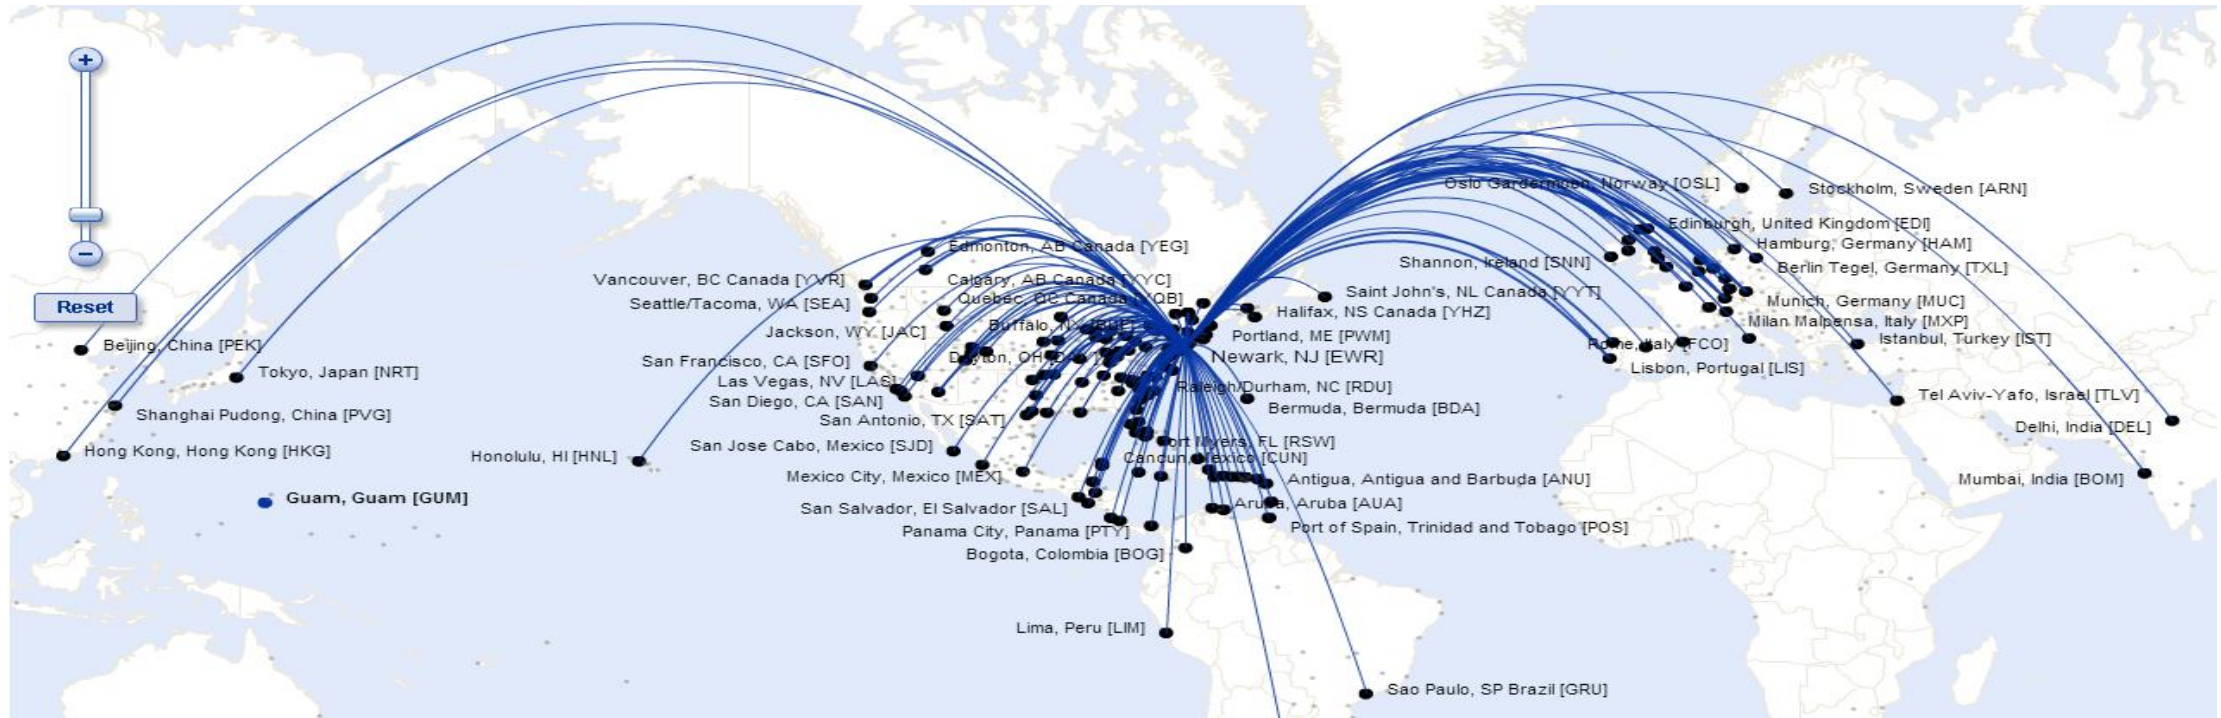 +
Oslo Gardermoen, Norway [OSL]
Stockholm, Sweden [ARN]
Edinburgh, United Kingdom [EDI]
Edmonton, AB Canada [YEG]
Hamburg, Germany [HAM]
−
Shannon, Ireland [SNN]
Berlin Tegel, Germany [TXL]
Vancouver, BC Canada [YVR]
Calgary, AB Canada [YYC]
Saint John's, NL Canada [YYT]
Seattle/Tacoma, WA [SEA]
Quebec, QC Canada [YQB]
Munich, Germany [MUC]
Reset
Halifax, NS Canada [YHZ]
Milan Malpensa, Italy [MXP]
Jackson, WY [JAC]
Buffalo, NY [BUF]
Portland, ME [PWM]
Istanbul, Turkey [IST]
Beijing, China [PEK]
Rome, Italy [FCO]
Newark, NJ [EWR]
San Francisco, CA [SFO]
Dayton, OH
Lisbon, Portugal [LIS]
Tokyo, Japan [NRT]
Las Vegas, NV [LAS]
Raleigh/Durham, NC [RDU]
Tel Aviv-Yafo, Israel [TLV]
San Diego, CA [SAN]
Bermuda, Bermuda [BDA]
Shanghai Pudong, China [PVG]
San Antonio, TX [SAT]
Delhi, India [DEL]
San Jose Cabo, Mexico [SJD]
Fort Myers, FL [RSW]
Hong Kong, Hong Kong [HKG]
Honolulu, HI [HNL]
Cancun, Mexico [CUN]
Mexico City, Mexico [MEX]
Antigua, Antigua and Barbuda [ANU]
Mumbai, India [BOM]
Guam, Guam [GUM]
San Salvador, El Salvador [SAL]
Aruba, Aruba [AUA]
Panama City, Panama [PTY]
Port of Spain, Trinidad and Tobago [POS]
Bogota, Colombia [BOG]
Lima, Peru [LIM]
Sao Paulo, SP Brazil [GRU]